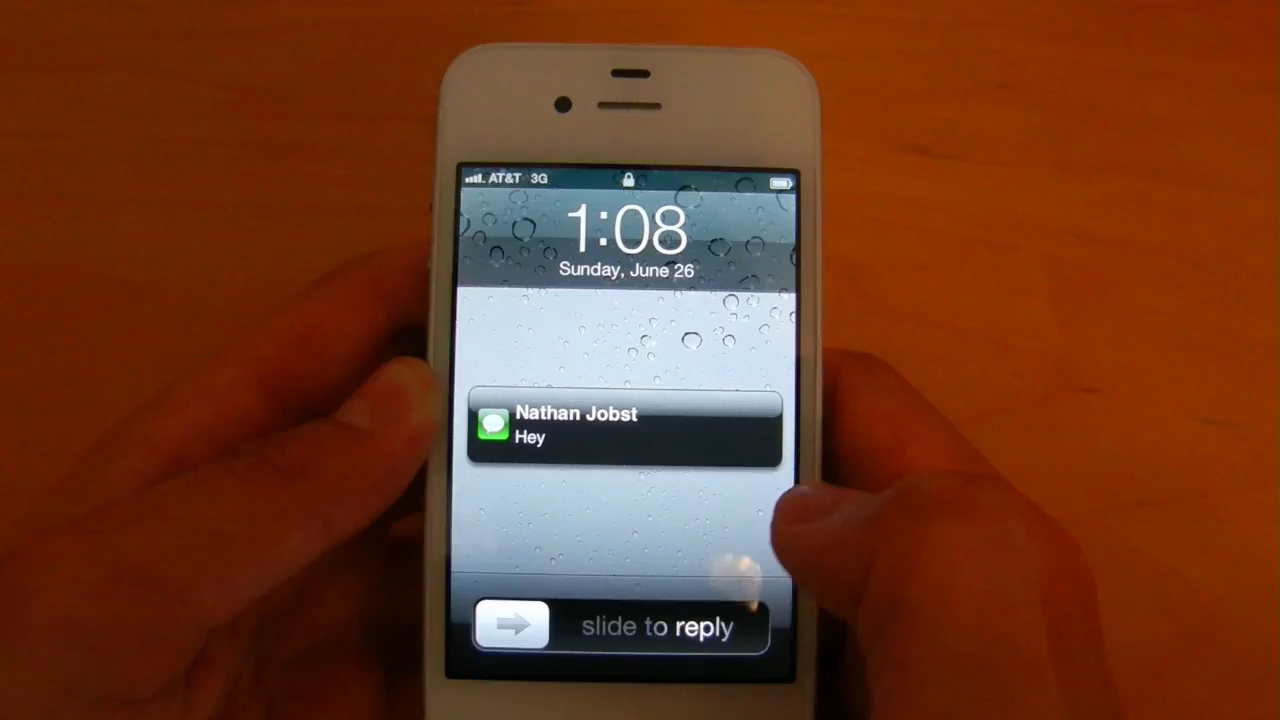 AT&T 3G
1:08
Sunday, June 26
Nathan Jobst
Hey
slide to reply